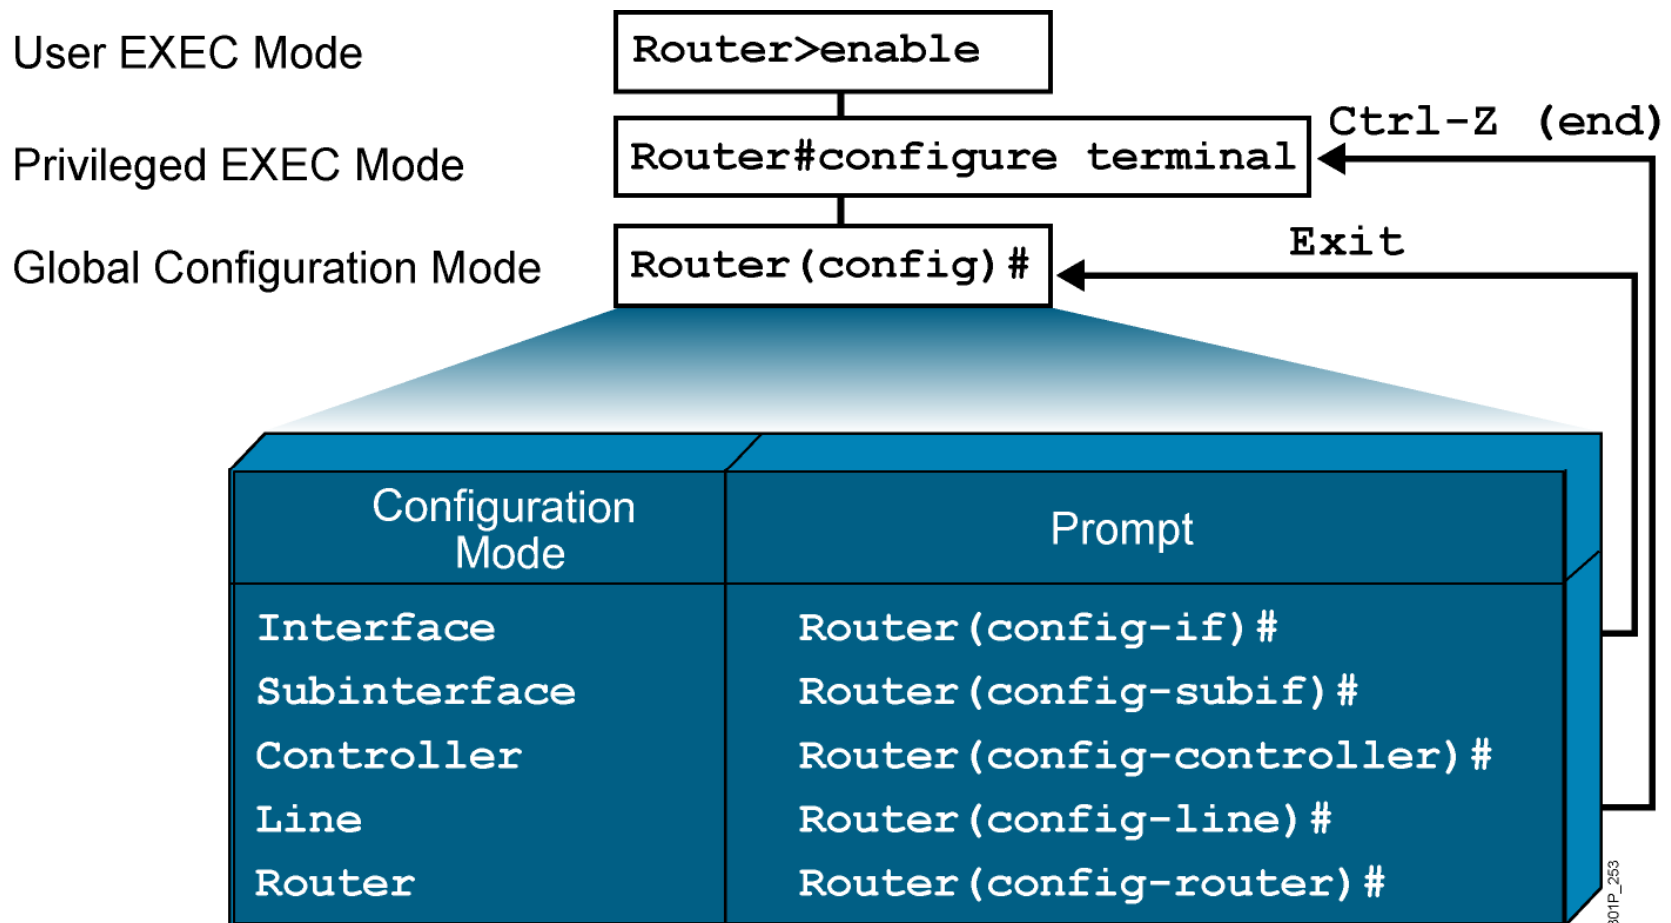 User EXEC Mode
Router>enable
Ctrl-Z (end)
Privileged EXEC Mode
Router#configure terminal
Exit
Global Configuration Mode
Router(config)#
Configuration
Mode
Prompt
Interface
Router(config-if)#
Subinterface
Router(config-subif)#
Controller
Router(config-controller)#
Line
Router(config-line)#
Router
Router(config-router)#